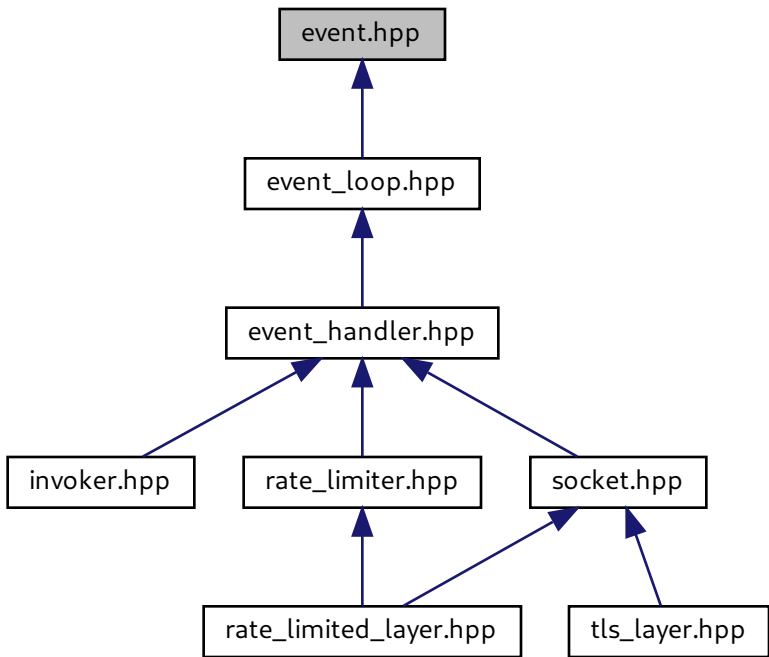 event.hpp
event_loop.hpp
event_handler.hpp
invoker.hpp
rate_limiter.hpp
socket.hpp
rate_limited_layer.hpp
tls_layer.hpp